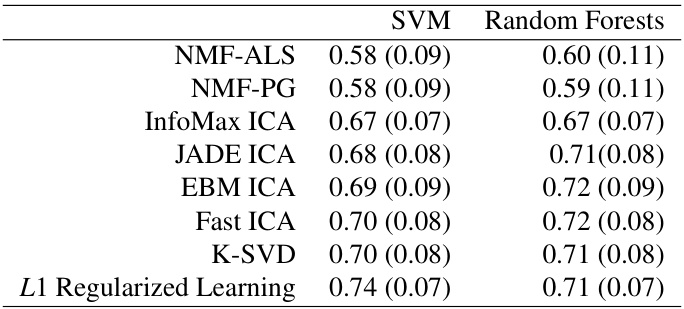 SVM Random Forests
NMF-ALS 0.58 (0.09) 0.60 (0.11)
NMF-PG 0.58 (0.09) 0.59 (0.11)
InfoMax ICA 0.67 (0.07) 0.67 (0.07)
JADE ICA 0.68 (0.08) 0.71(0.08)
EBM ICA 0.69 (0.09) 0.72 (0.09)
Fast ICA 0.70 (0.08) 0.72 (0.08)
K-SVD 0.70 (0.08) 0.71 (0.08)
L1 Regularized Learning 0.74 (0.07) 0.71 (0.07)